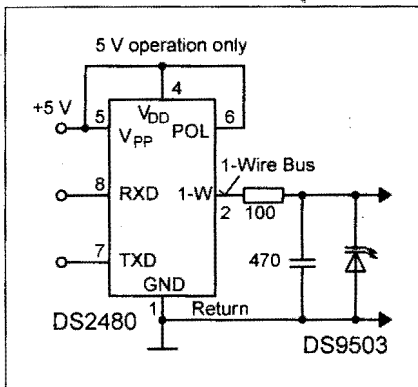 5 V operation only
4
+5 V
5
V_DD
6
V_PP
POL
1-Wire Bus
8
RXD
1-W
2
100
7
TXD
470
GND
1
Return
DS2480
DS9503